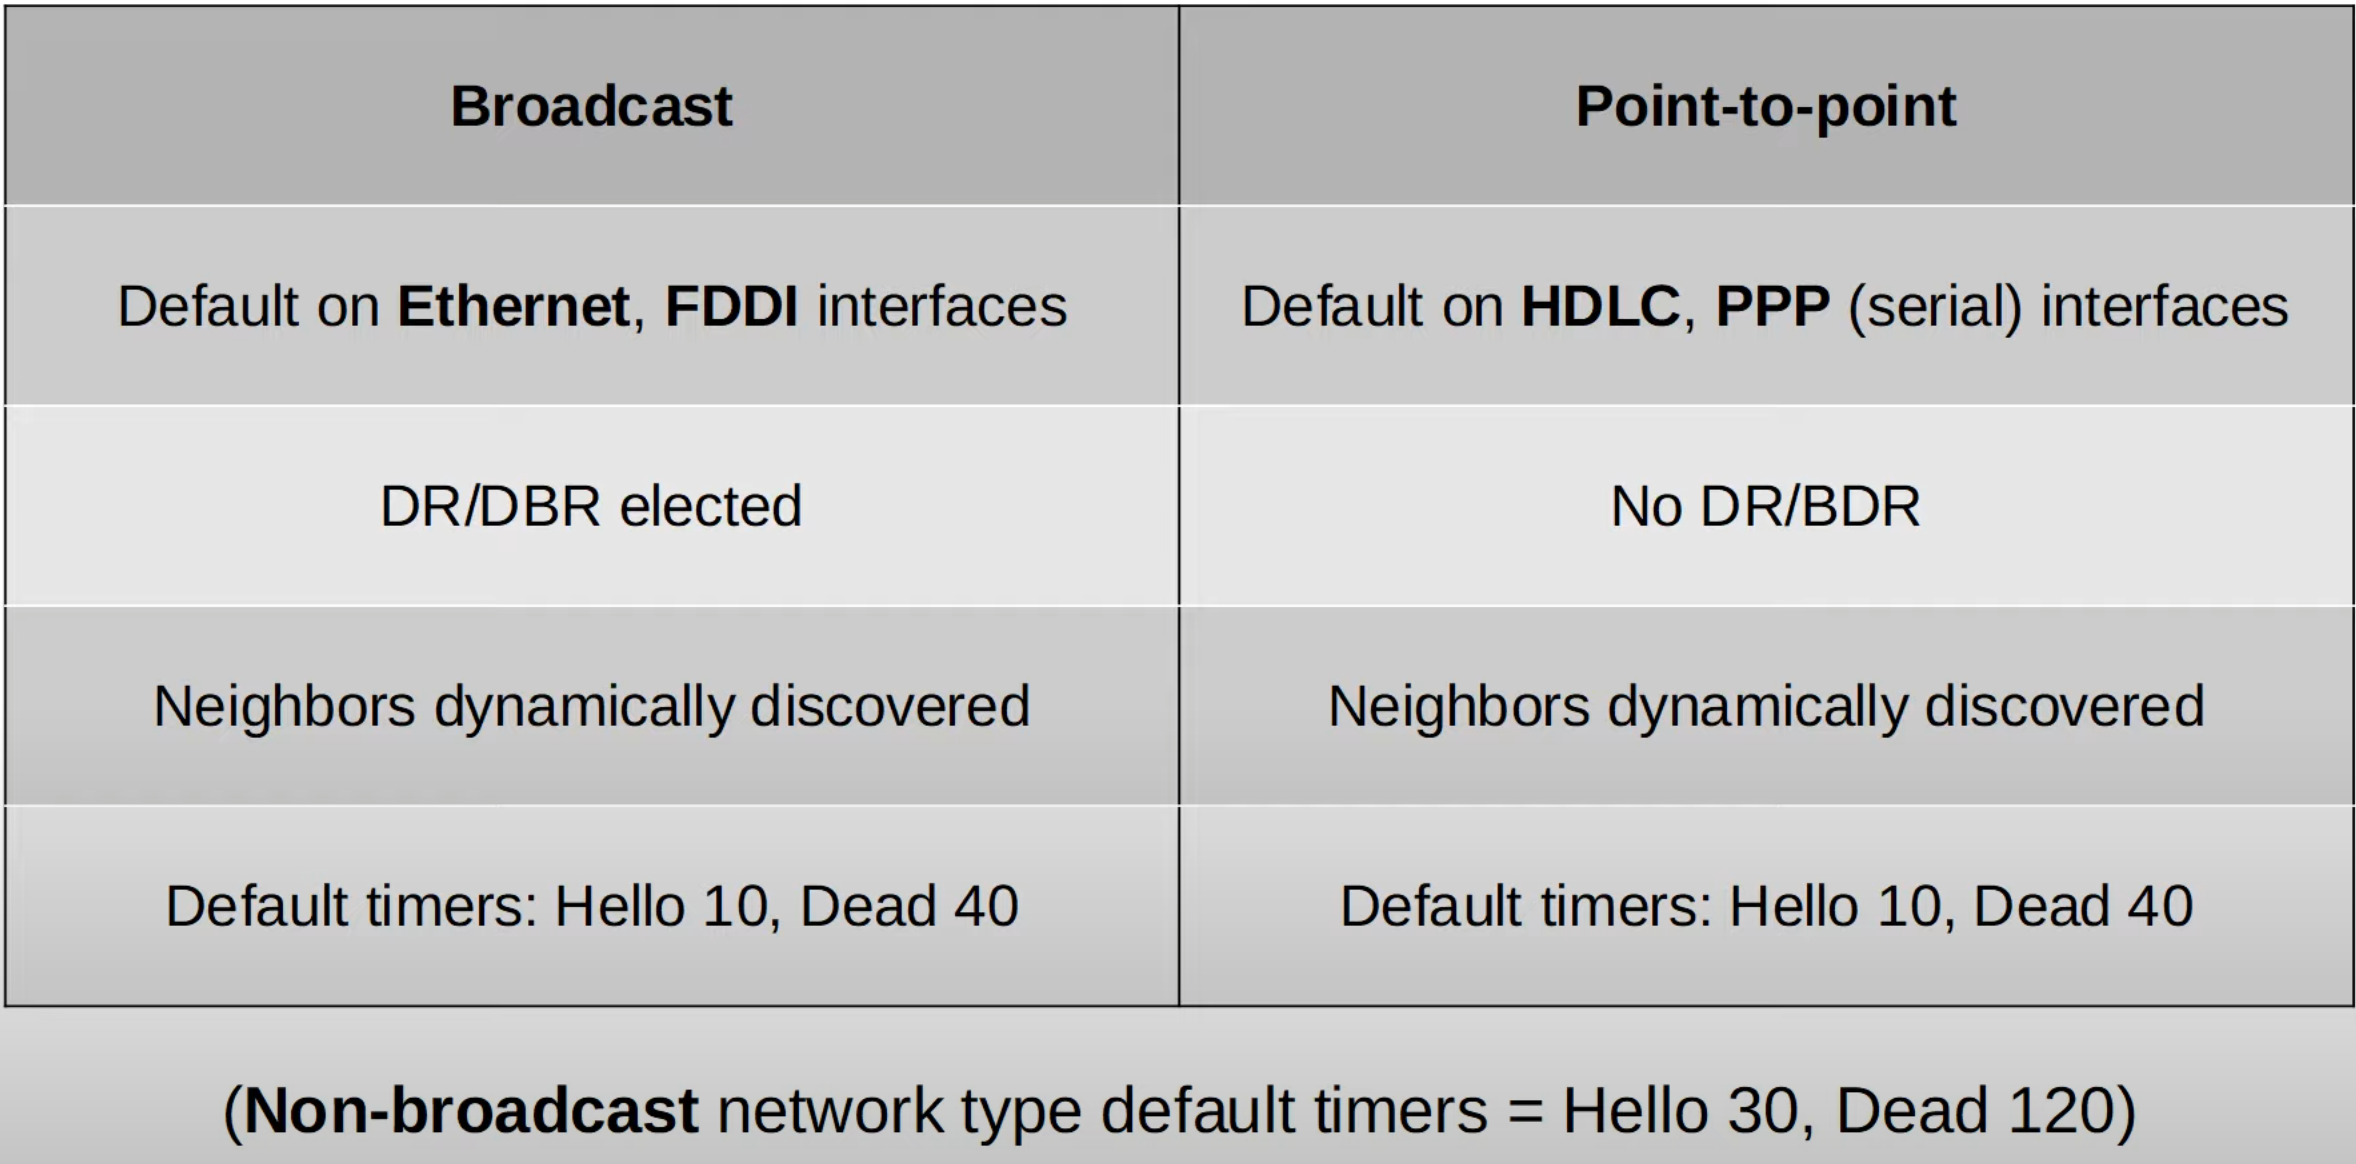 Broadcast
Point-to-point
Default on Ethernet, FDDI interfaces
Default on HDLC, PPP (serial) interfaces
DR/DBR elected
No DR/BDR
Neighbors dynamically discovered
Neighbors dynamically discovered
Default timers: Hello 10, Dead 40
Default timers: Hello 10, Dead 40
(Non-broadcast network type default timers = Hello 30, Dead 120)